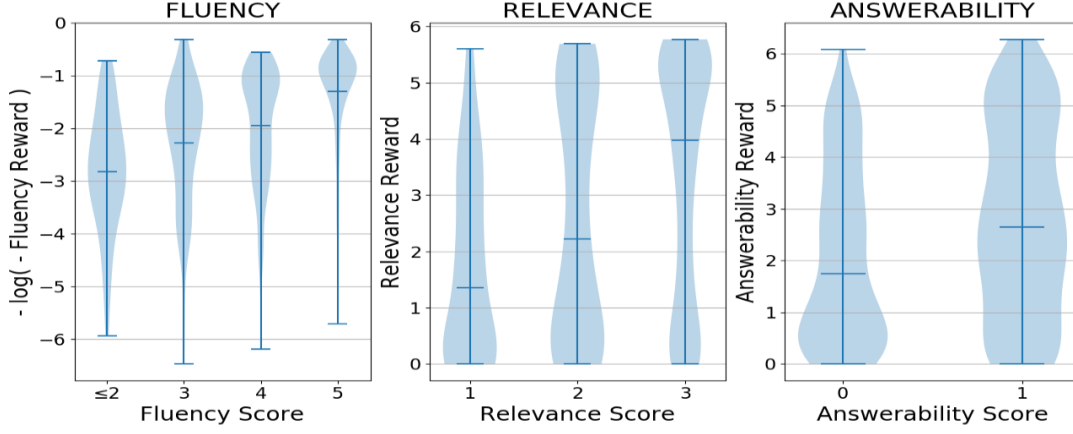 FLUENCY
0
−1
−2
−3
−4
−5
−6
- log( - Fluency Reward )
≤2 3 4 5
Fluency Score
RELEVANCE
6
5
4
3
2
1
0
Relevance Reward
1 2 3
Relevance Score
ANSWERABILITY
6
5
4
3
2
1
0
Answerability Reward
0 1
Answerability Score